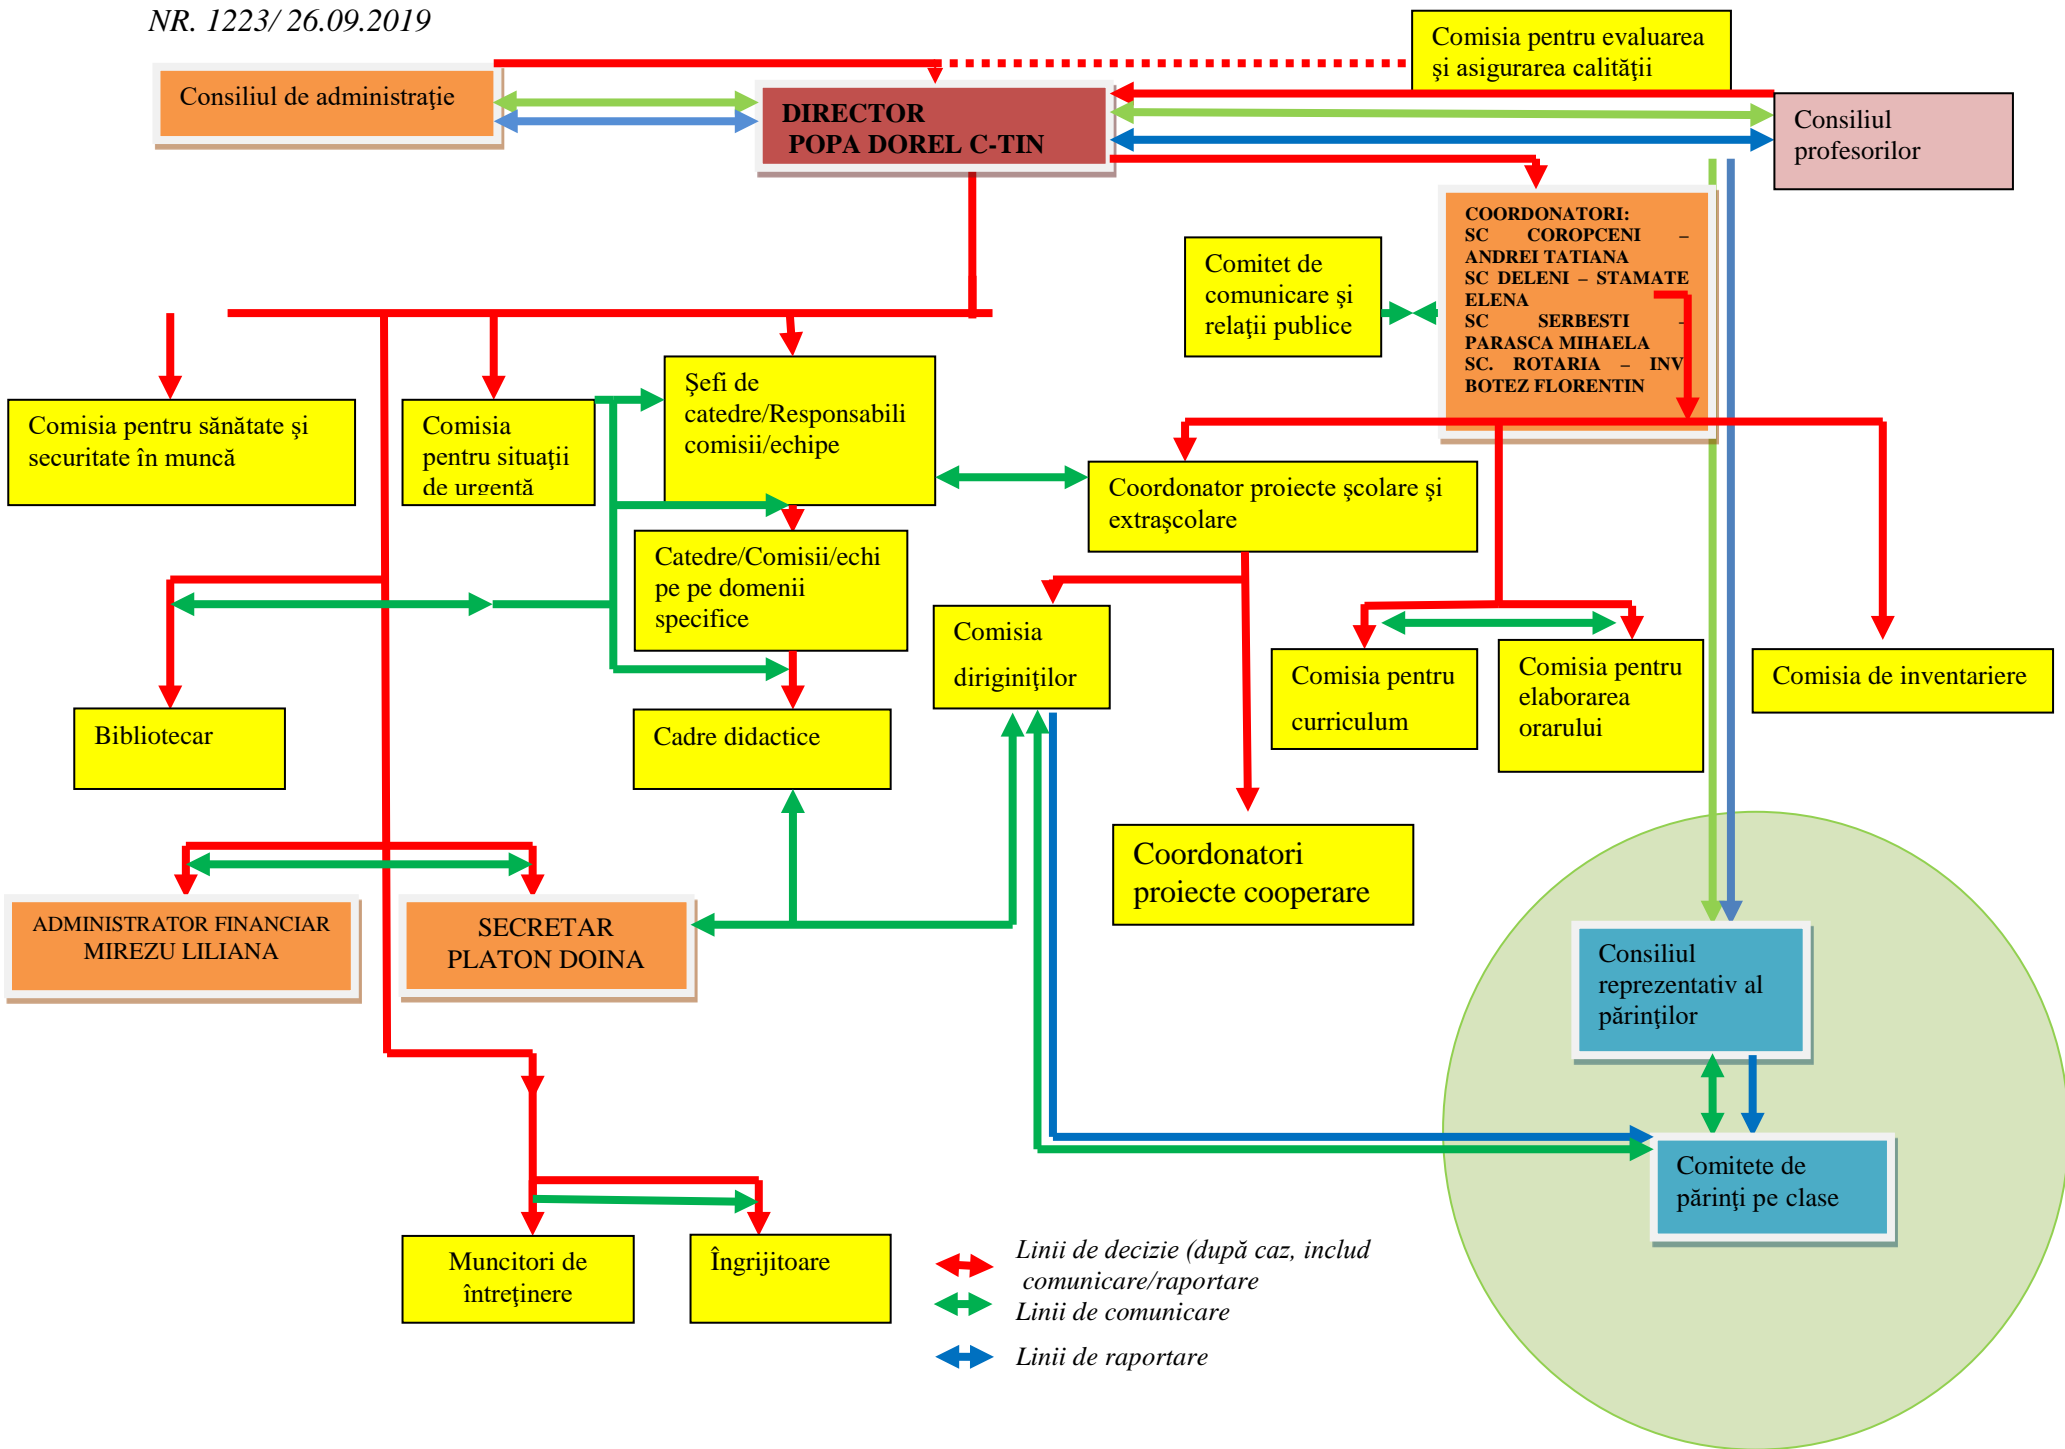 NR. 1223/ 26.09.2019
Comisia pentru evaluarea
şi asigurarea calităţii
Consiliul de administraţie
DIRECTOR
POPA DOREL C-TIN
Consiliul
profesorilor
COORDONATORI:
SC COROPCENI –
ANDREI TATIANA
SC DELENI – STAMATE
ELENA
SC SERBESTI –
PARASCA MIHAELA
SC. ROTARIA – INV
BOTEZ FLORENTIN
Comitet de
comunicare şi
relaţii publice
Comisia pentru sănătate şi
securitate în muncă
Comisia
pentru situaţii
de urgenţă
Şefi de
catedre/Responsabili
comisii/echipe
Coordonator proiecte şcolare şi
extraşcolare
Catedre/Comisii/echi
pe pe domenii
specifice
Comisia
diriginiţilor
Comisia pentru
curriculum
Comisia pentru
elaborarea
orarului
Comisia de inventariere
Bibliotecar
Cadre didactice
Coordonatori
proiecte cooperare
ADMINISTRATOR FINANCIAR
MIREZU LILIANA
SECRETAR
PLATON DOINA
Consiliul
reprezentativ al
părinţilor
Comitete de
părinţi pe clase
Muncitori de
întreţinere
Îngrijitoare
Linii de decizie (după caz, includ
comunicare/raportare
Linii de comunicare
Linii de raportare